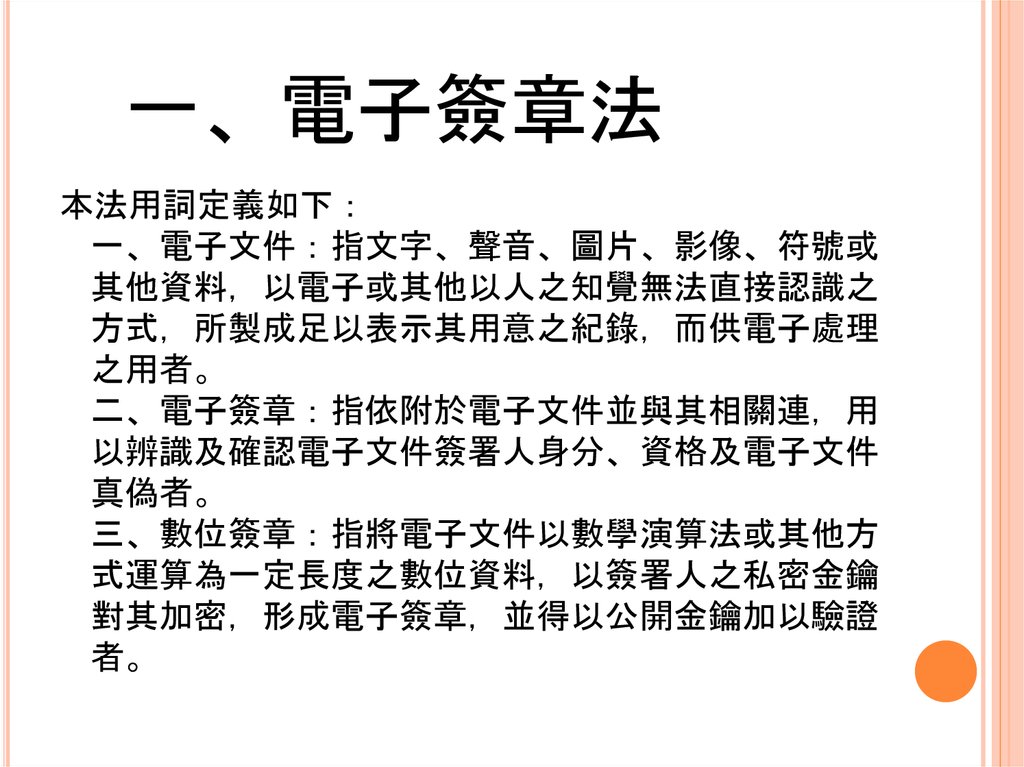 一、電子簽章法
本法用詞定義如下：
一、電子文件：指文字、聲音、圖片、影像、符號或
其他資料，以電子或其他以人之知覺無法直接認識之
方式，所製成足以表示其用意之紀錄，而供電子處理
之用者。
二、電子簽章：指依附於電子文件並與其相關連，用
以辨識及確認電子文件簽署人身分、資格及電子文件
真偽者。
三、數位簽章：指將電子文件以數學演算法或其他方
式運算為一定長度之數位資料，以簽署人之私密金鑰
對其加密，形成電子簽章，並得以公開金鑰加以驗證
者。